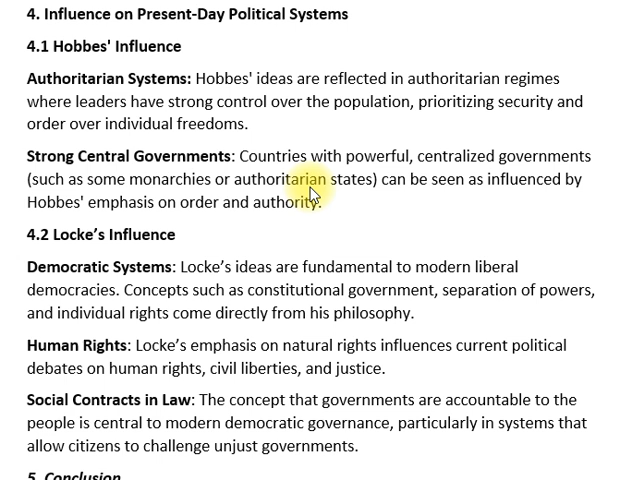 4. Influence on Present-Day Political Systems
4.1 Hobbes' Influence
Authoritarian Systems: Hobbes' ideas are reflected in authoritarian regimes
where leaders have strong control over the population, prioritizing security and
order over individual freedoms.
Strong Central Governments: Countries with powerful, centralized governments
(such as some monarchies or authoritarian states) can be seen as influenced by
Hobbes' emphasis on order and authority.
4.2 Locke’s Influence
Democratic Systems: Locke’s ideas are fundamental to modern liberal
democracies. Concepts such as constitutional government, separation of powers,
and individual rights come directly from his philosophy.
Human Rights: Locke’s emphasis on natural rights influences current political
debates on human rights, civil liberties, and justice.
Social Contracts in Law: The concept that governments are accountable to the
people is central to modern democratic governance, particularly in systems that
allow citizens to challenge unjust governments.
5. Conclusion